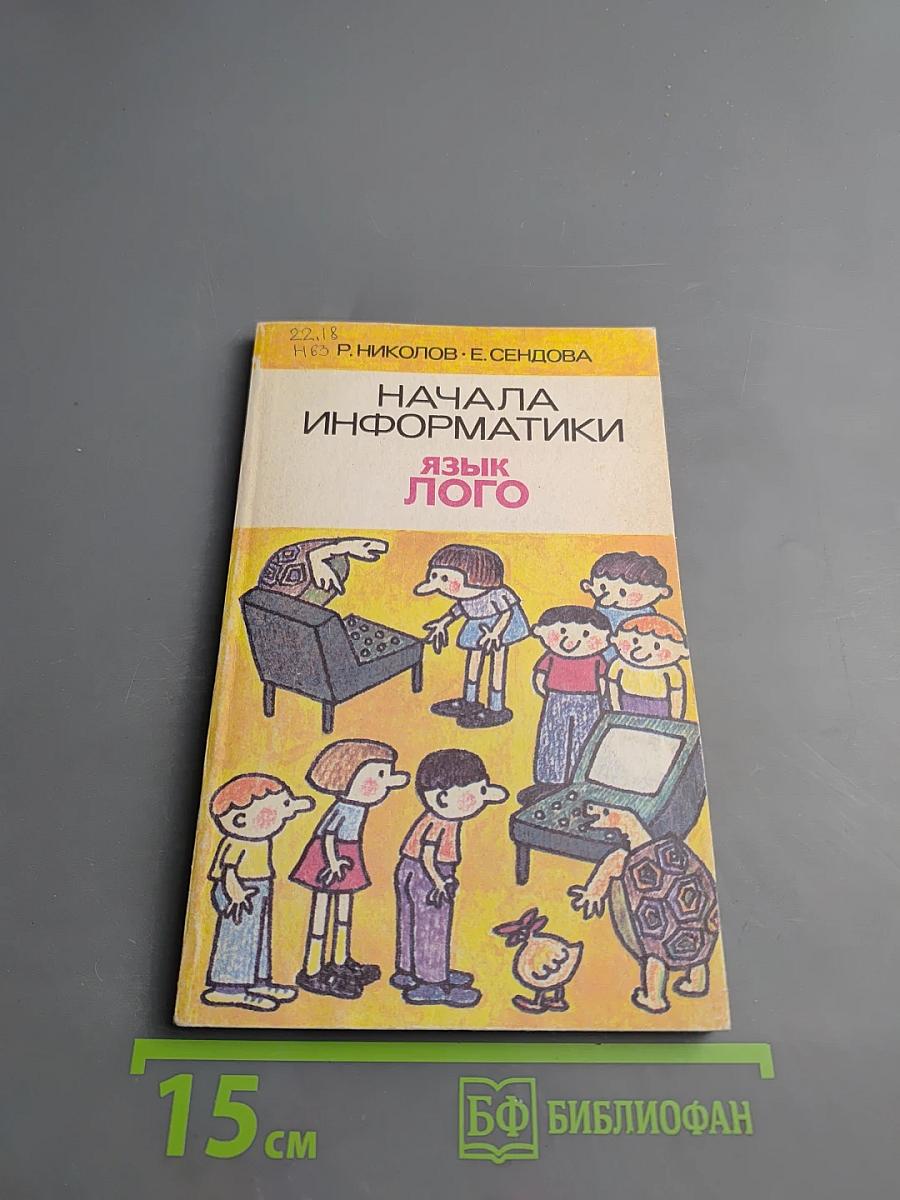 22.18
Н63 Р. НИКОЛОВ · Е. СЕНДОВА
НАЧАЛА
ИНФОРМАТИКИ
ЯЗЫК
ЛОГО
15 см
БФ БИБЛИОФАН